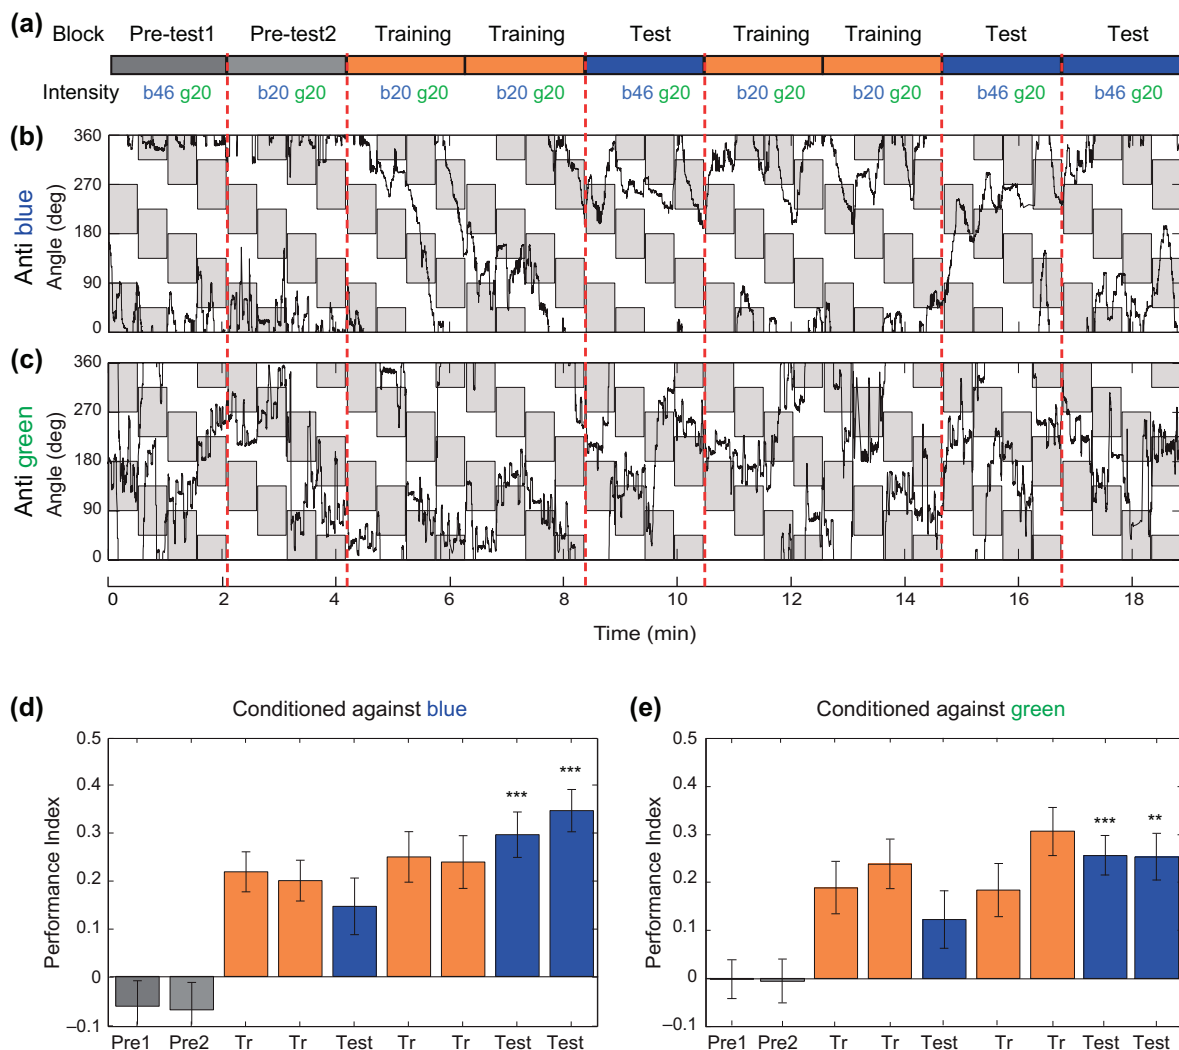 (a) Block Pre-test1 Pre-test2 Training Training Test Training Training Test Test
Intensity b46 g20 b20 g20 b20 g20 b20 g20 b46 g20 b20 g20 b20 g20 b46 g20 b46 g20
(b)
Anti blue
Angle (deg)
360
270
180
90
0
(c)
Anti green
Angle (deg)
360
270
180
90
0
0 2 4 6 8 10 12 14 16 18
Time (min)
(d) Conditioned against blue
Performance Index
0.5
0.4
0.3
0.2
0.1
0
–0.1
*** ***
Pre1 Pre2 Tr Tr Test Tr Tr Test Test
(e) Conditioned against green
Performance Index
0.5
0.4
0.3
0.2
0.1
0
–0.1
*** **
Pre1 Pre2 Tr Tr Test Tr Tr Test Test